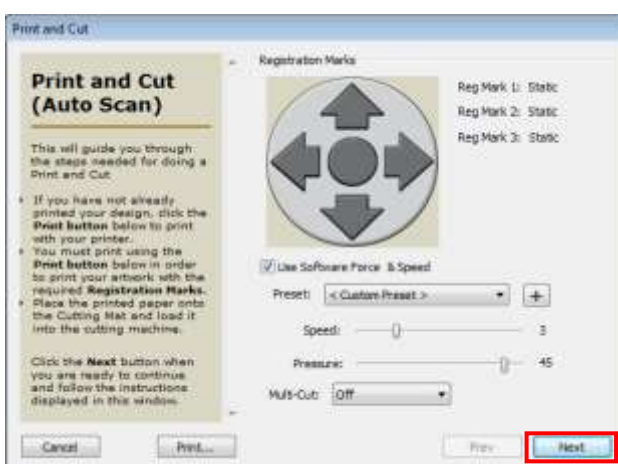 Print and Cut
Print and Cut
(Auto Scan)
This will guide you through
the steps needed for doing a
Print and Cut
If you have not already
printed your design, click the
Print button below to print
with your printer.
You must print using the
Print button below in order
to print your artwork with the
required Registration Marks.
Place the printed paper onto
the Cutting Mat and load it
into the cutting machine.
Click the Next button when
you are ready to continue
and follow the instructions
displayed in this window.
Registration Marks
Reg Mark 1: Static
Reg Mark 2: Static
Reg Mark 3: Static
Use Software Force & Speed
Preset: < Custom Preset > +
Speed: 3
Pressure: 45
Multi-Cut: Off
Cancel Print... Prev Next